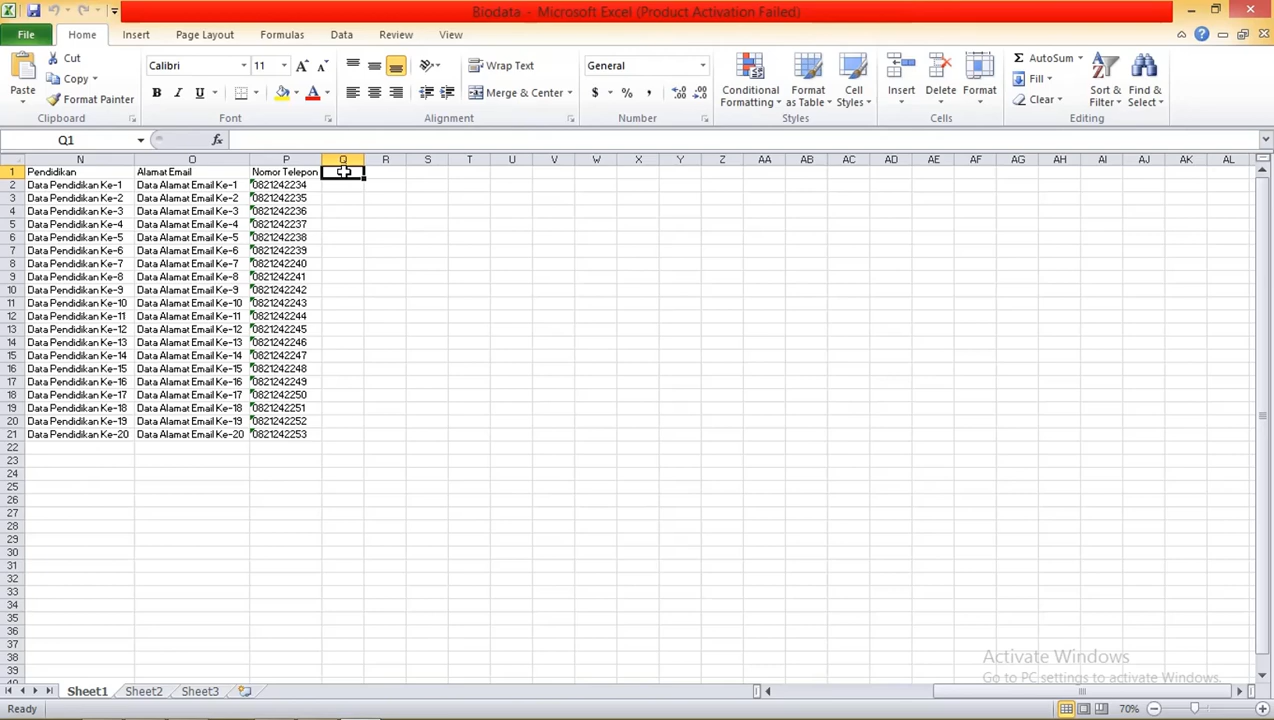 Biodata - Microsoft Excel (Product Activation Failed)
File Home Insert Page Layout Formulas Data Review View
Paste
Cut
Copy
Format Painter
Clipboard
Calibri 11
B I U
Font
Wrap Text
Merge & Center
Alignment
General
$ % ,
Number
Conditional Formatting
Format as Table
Cell Styles
Styles
Insert Delete Format
Cells
AutoSum
Fill
Clear
Sort & Filter
Find & Select
Editing
Q1 fx
N O P Q R S T U V W X Y Z AA AB AC AD AE AF AG AH AI AJ AK AL
1 Pendidikan Alamat Email Nomor Telepon
2 Data Pendidikan Ke-1 Data Alamat Email Ke-1 0821242234
3 Data Pendidikan Ke-2 Data Alamat Email Ke-2 0821242235
4 Data Pendidikan Ke-3 Data Alamat Email Ke-3 0821242236
5 Data Pendidikan Ke-4 Data Alamat Email Ke-4 0821242237
6 Data Pendidikan Ke-5 Data Alamat Email Ke-5 0821242238
7 Data Pendidikan Ke-6 Data Alamat Email Ke-6 0821242239
8 Data Pendidikan Ke-7 Data Alamat Email Ke-7 0821242240
9 Data Pendidikan Ke-8 Data Alamat Email Ke-8 0821242241
10 Data Pendidikan Ke-9 Data Alamat Email Ke-9 0821242242
11 Data Pendidikan Ke-10 Data Alamat Email Ke-10 0821242243
12 Data Pendidikan Ke-11 Data Alamat Email Ke-11 0821242244
13 Data Pendidikan Ke-12 Data Alamat Email Ke-12 0821242245
14 Data Pendidikan Ke-13 Data Alamat Email Ke-13 0821242246
15 Data Pendidikan Ke-14 Data Alamat Email Ke-14 0821242247
16 Data Pendidikan Ke-15 Data Alamat Email Ke-15 0821242248
17 Data Pendidikan Ke-16 Data Alamat Email Ke-16 0821242249
18 Data Pendidikan Ke-17 Data Alamat Email Ke-17 0821242250
19 Data Pendidikan Ke-18 Data Alamat Email Ke-18 0821242251
20 Data Pendidikan Ke-19 Data Alamat Email Ke-19 0821242252
21 Data Pendidikan Ke-20 Data Alamat Email Ke-20 0821242253
22
23
24
25
26
27
28
29
30
31
32
33
34
35
36
37
38
39
Activate Windows
Go to PC settings to activate Windows.
Sheet1 Sheet2 Sheet3
Ready 70%